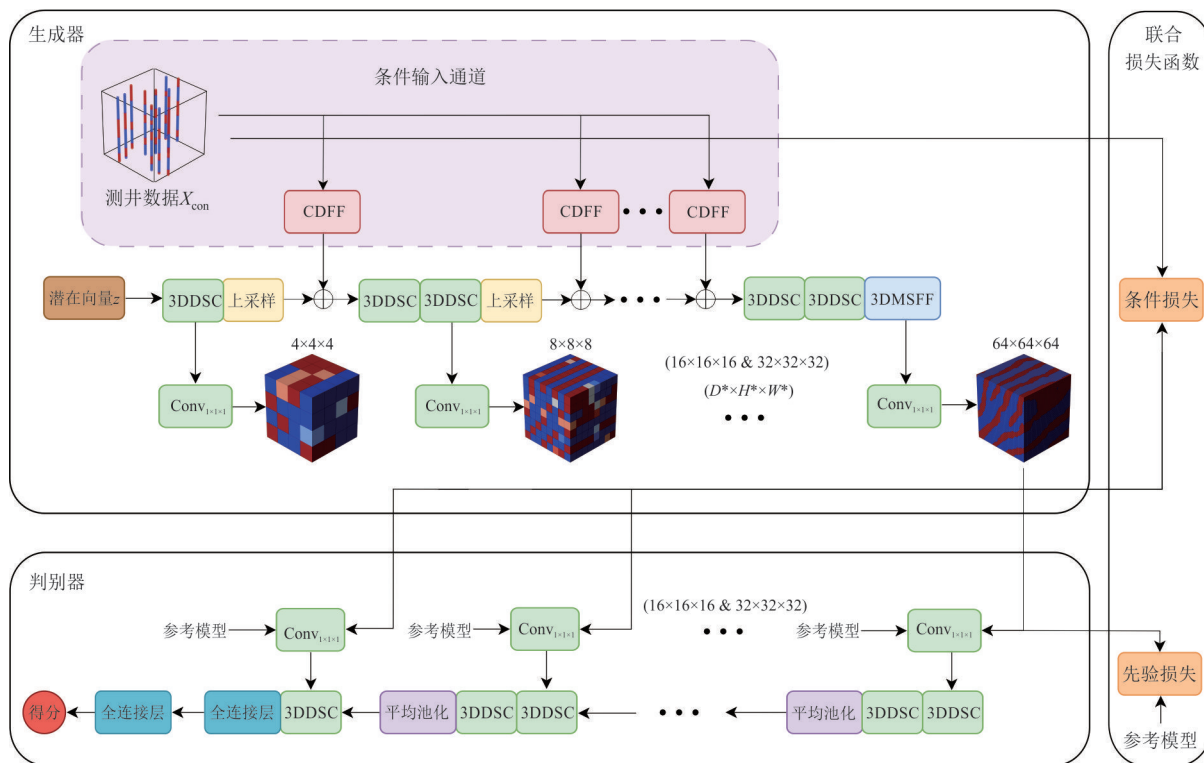 生成器
条件输入通道
测井数据X_con
CDFF
CDFF
CDFF
潜在向量z
3DDSC
上采样
3DDSC
3DDSC
上采样
3DDSC
3DDSC
3DMSFF
4×4×4
8×8×8
(16×16×16 & 32×32×32)
(D*×H*×W*)
64×64×64
Conv₁×₁×₁
Conv₁×₁×₁
Conv₁×₁×₁
联合
损失函数
条件损失
先验损失
参考模型
判别器
参考模型
Conv₁×₁×₁
参考模型
Conv₁×₁×₁
(16×16×16 & 32×32×32)
参考模型
Conv₁×₁×₁
得分
全连接层
全连接层
3DDSC
平均池化
3DDSC
3DDSC
平均池化
3DDSC
3DDSC